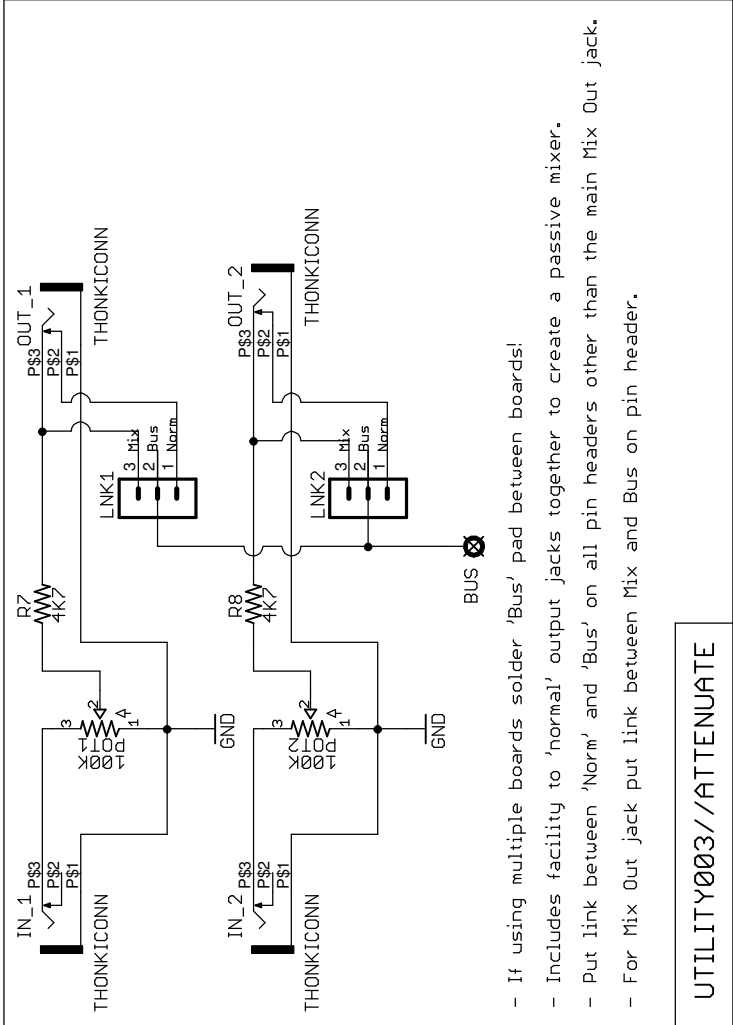 IN_1
P$3
P$2
P$1
THONKICONN
3
2
1
POT1
100K
GND
R7
4K7
LNK1
3 Mix
2 Bus
1 Norm
OUT_1
P$3
P$2
P$1
THONKICONN
IN_2
P$3
P$2
P$1
THONKICONN
3
2
1
POT2
100K
GND
R8
4K7
LNK2
3 Mix
2 Bus
1 Norm
OUT_2
P$3
P$2
P$1
THONKICONN
BUS
- If using multiple boards solder 'Bus' pad between boards!
- Includes facility to 'normal' output jacks together to create a passive mixer.
- Put link between 'Norm' and 'Bus' on all pin headers other than the main Mix Out jack.
- For Mix Out jack put link between Mix and Bus on pin header.
UTILITY003//ATTENUATE